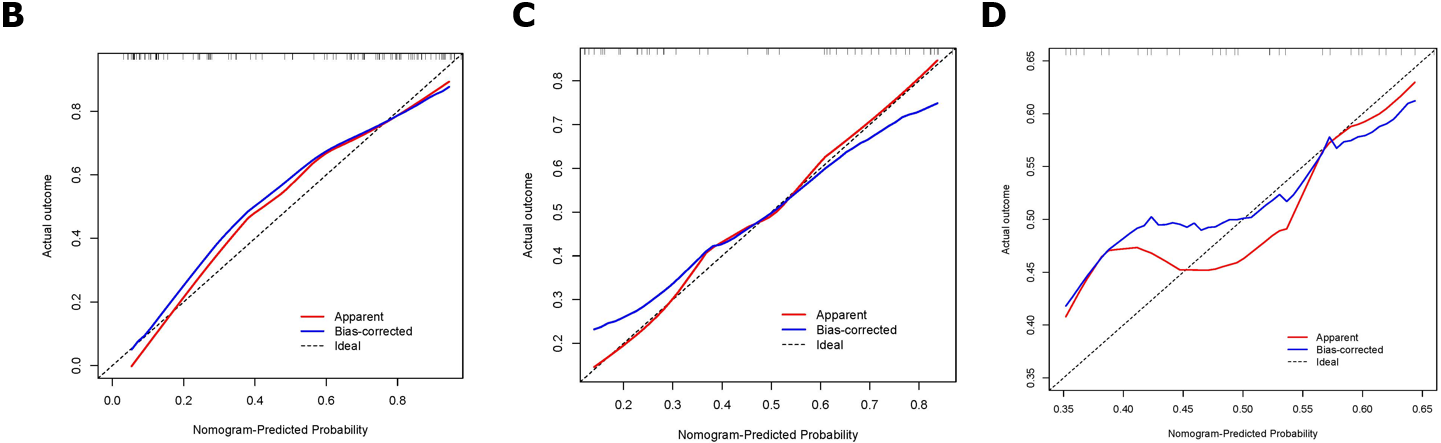 B
Actual outcome
0.8
0.6
0.4
0.2
0.0
Apparent
Bias-corrected
Ideal
0.0 0.2 0.4 0.6 0.8
Nomogram-Predicted Probability
C
Actual outcome
0.8
0.7
0.6
0.5
0.4
0.3
0.2
Apparent
Bias-corrected
Ideal
0.2 0.3 0.4 0.5 0.6 0.7 0.8
Nomogram-Predicted Probability
D
Actual outcome
0.65
0.60
0.55
0.50
0.45
0.40
0.35
Apparent
Bias-corrected
Ideal
0.35 0.40 0.45 0.50 0.55 0.60 0.65
Nomogram-Predicted Probability